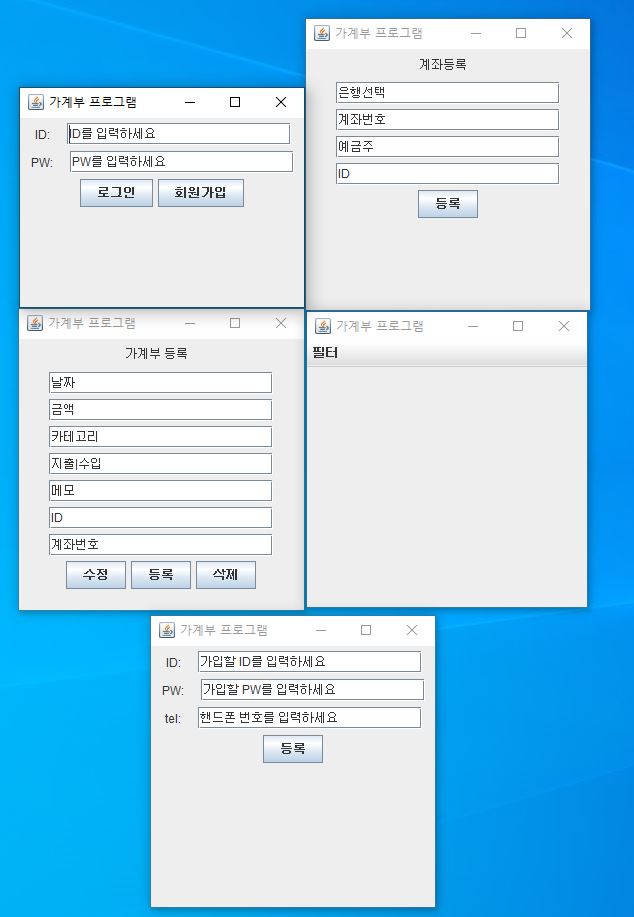 가계부 프로그램
ID: ID를 입력하세요
PW: PW를 입력하세요
로그인 회원가입
가계부 프로그램
계좌등록
은행선택
계좌번호
예금주
ID
등록
가계부 프로그램
가계부 등록
날짜
금액
카테고리
지출|수입
메모
ID
계좌번호
수정 등록 삭제
가계부 프로그램
필터
가계부 프로그램
ID: 가입할 ID를 입력하세요
PW: 가입할 PW를 입력하세요
tel: 핸드폰 번호를 입력하세요
등록